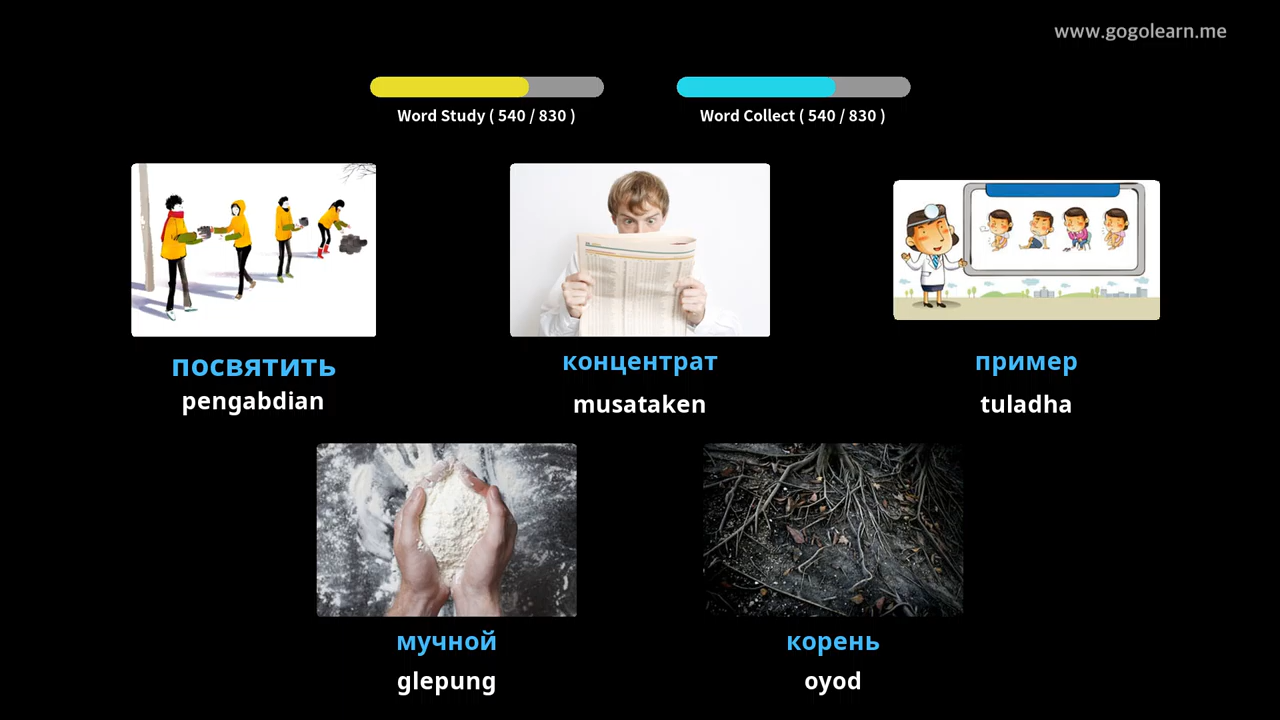 www.gogolearn.me
Word Study ( 540 / 830 )
Word Collect ( 540 / 830 )
посвятить
pengabdian
концентрат
musataken
пример
tuladha
мучной
glepung
корень
oyod